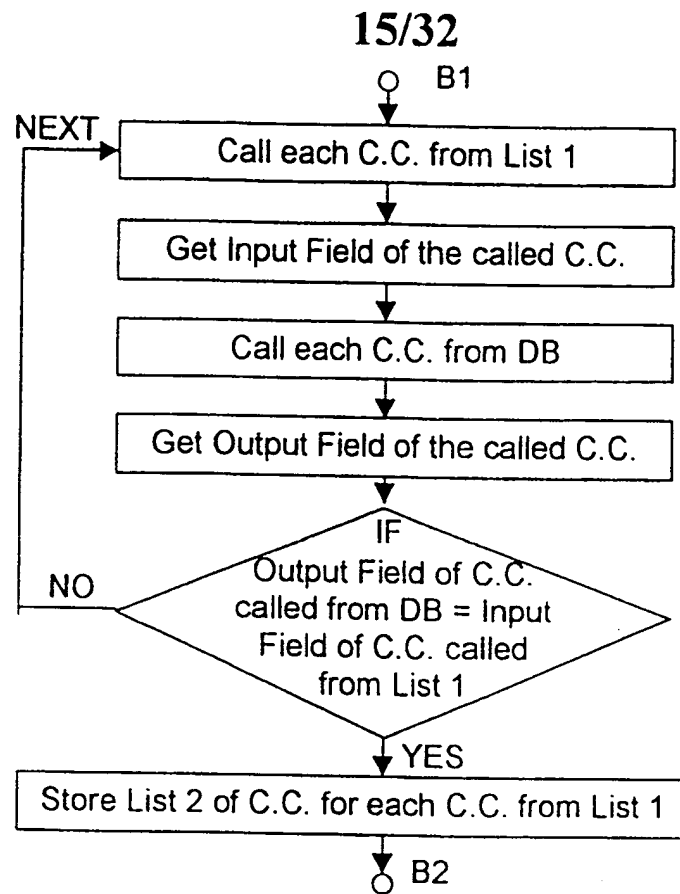 15/32
B1
NEXT
Call each C.C. from List 1
Get Input Field of the called C.C.
Call each C.C. from DB
Get Output Field of the called C.C.
IF
Output Field of C.C.
called from DB = Input
Field of C.C. called
from List 1
NO
YES
Store List 2 of C.C. for each C.C. from List 1
B2